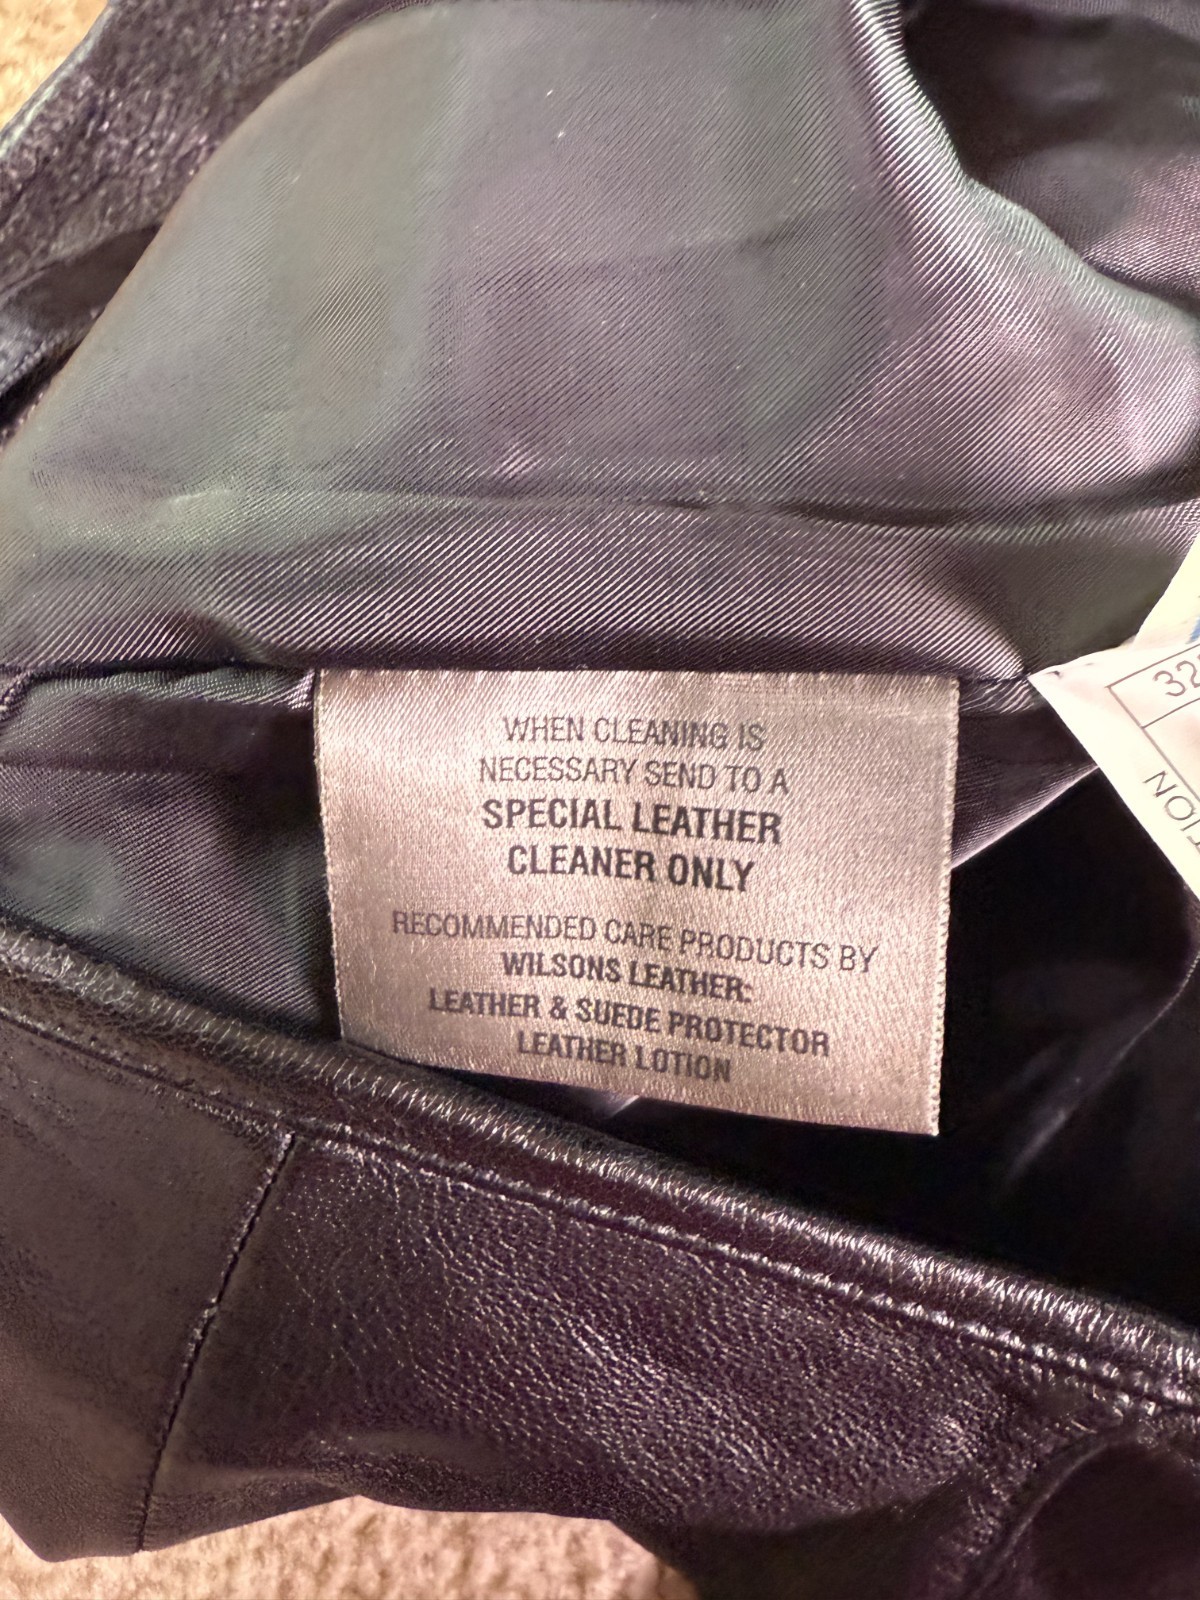 WHEN CLEANING IS
NECESSARY SEND TO A
SPECIAL LEATHER
CLEANER ONLY
RECOMMENDED CARE PRODUCTS BY
WILSONS LEATHER:
LEATHER & SUEDE PROTECTOR
LEATHER LOTION
32